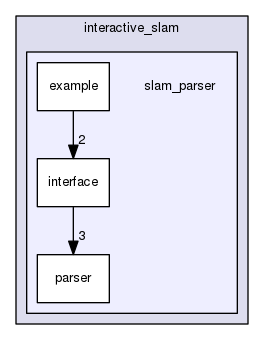 interactive_slam
example
slam_parser
2
interface
3
parser